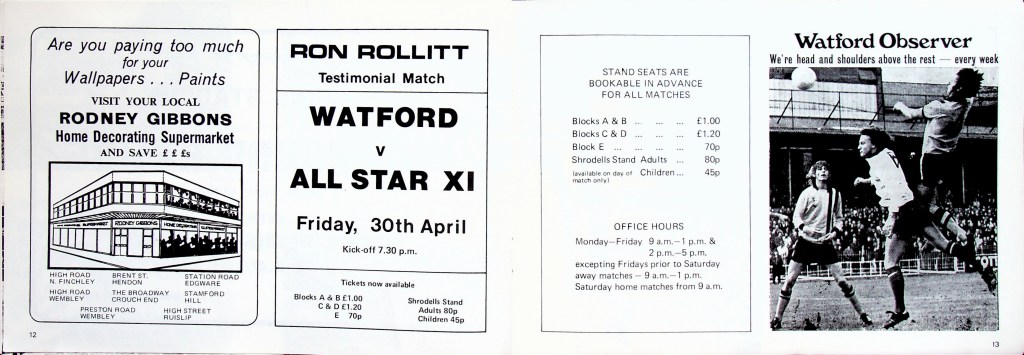 Are you paying too much
for your
Wallpapers . . . Paints
VISIT YOUR LOCAL
RODNEY GIBBONS
Home Decorating Supermarket
AND SAVE £ £ £s
RODNEY GIBBONS
HOME DECORATING
SUPERMARKET
HIGH ROAD
N. FINCHLEY
BRENT ST.
HENDON
STATION ROAD
EDGWARE
HIGH ROAD
WEMBLEY
THE BROADWAY
CROUCH END
STAMFORD
HILL
PRESTON ROAD
WEMBLEY
HIGH STREET
RUISLIP
12
RON ROLLITT
Testimonial Match
WATFORD
v
ALL STAR XI
Friday, 30th April
Kick-off 7.30 p.m.
Tickets now available
Blocks A & B £1.00
C & D £1.20
E 70p
Shrodells Stand
Adults 80p
Children 45p
STAND SEATS ARE
BOOKABLE IN ADVANCE
FOR ALL MATCHES
Blocks A & B ... ... ... £1.00
Blocks C & D ... ... ... £1.20
Block E ... ... ... ... 70p
Shrodells Stand Adults ... 80p
(available on day of match only) Children ... 45p
OFFICE HOURS
Monday–Friday 9 a.m.–1 p.m. &
2 p.m.–5 p.m.
excepting Fridays prior to Saturday
away matches – 9 a.m.–1 p.m.
Saturday home matches from 9 a.m.
Watford Observer
We're head and shoulders above the rest — every week
13